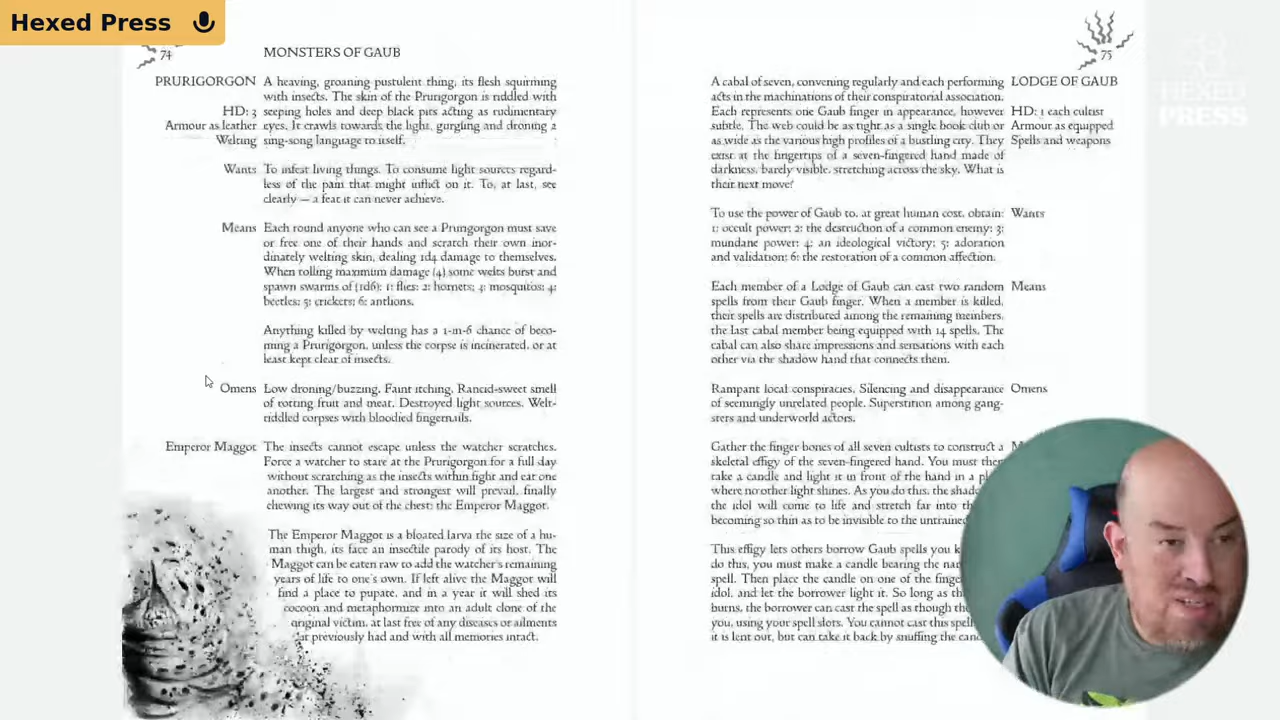 Hexed Press
74
MONSTERS OF GAUB
PRURIGORGON
HD: 3
Armour as leather
Welting
A heaving, groaning pustulent thing, its flesh squirming
with insects. The skin of the Prurigorgon is riddled with
seeping holes and deep black pits acting as rudimentary
eyes. It crawls towards the light, gurgling and droning a
sing-song language to itself.
Wants
To infest living things. To consume light sources regard-
less of the pain that might inflict on it. To, at last, see
clearly — a feat it can never achieve.
Means
Each round anyone who can see a Prurigorgon must save
or free one of their hands and scratch their own inor-
dinately welting skin, dealing 1d4 damage to themselves.
When rolling maximum damage (4) some welts burst and
spawn swarms of (1d6): 1: flies; 2: hornets; 4: mosquitos; 4:
beetles; 5: crickets; 6: antlions.
Anything killed by welting has a 1-in-6 chance of beco-
ming a Prurigorgon, unless the corpse is incinerated, or at
least kept clear of insects.
Omens
Low droning/buzzing. Faint itching. Rancid-sweet smell
of rotting fruit and meat. Destroyed light sources. Welt-
riddled corpses with bloodied fingernails.
Emperor Maggot
The insects cannot escape unless the watcher scratches.
Force a watcher to stare at the Prurigorgon for a full day
without scratching as the insects within fight and eat one
another. The largest and strongest will prevail, finally
chewing its way out of the chest: the Emperor Maggot.
The Emperor Maggot is a bloated larva the size of a hu-
man thigh, its face an insectile parody of its host. The
Maggot can be eaten raw to add the watcher's remaining
years of life to one's own. If left alive the Maggot will
find a place to pupate, and in a year it will shed its
cocoon and metaphormize into an adult clone of the
original victim, at last free of any diseases or ailments
previously had and with all memories intact.
75
LODGE OF GAUB
HD: 1 each cultist
Armour as equipped
Spells and weapons
A cabal of seven, convening regularly and each performing
acts in the machinations of their conspiratorial association.
Each represents one Gaub finger in appearance, however
subtle. The web could be as tight as a single book club or
as wide as the various high profiles of a bustling city. They
exist at the fingertips of a seven-fingered hand made of
darkness, barely visible, stretching across the sky. What is
their next move?
Wants
To use the power of Gaub to, at great human cost, obtain:
1: occult power; 2: the destruction of a common enemy; 3:
mundane power; 4: an ideological victory; 5: adoration
and validation; 6: the restoration of a common affection.
Means
Each member of a Lodge of Gaub can cast two random
spells from their Gaub finger. When a member is killed,
their spells are distributed among the remaining members,
the last cabal member being equipped with 14 spells. The
cabal can also share impressions and sensations with each
other via the shadow hand that connects them.
Omens
Rampant local conspiracies. Silencing and disappearance
of seemingly unrelated people. Superstition among gang-
sters and underworld actors.
Gather the finger bones of all seven cultists to construct a
skeletal effigy of the seven-fingered hand. You must then
take a candle and light it in front of the hand in a
where no other light shines. As you do this, the
the idol will come to life and stretch far into
becoming so thin as to be invisible to the
This effigy lets others borrow Gaub spells you
do this, you must make a candle bearing the
spell. Then place the candle on one of the
idol, and let the borrower light it. So long as
burns, the borrower can cast the spell as though
you, using your spell slots. You cannot cast this
it is lent out, but can take it back by snuffing the
HEXED
PRESS